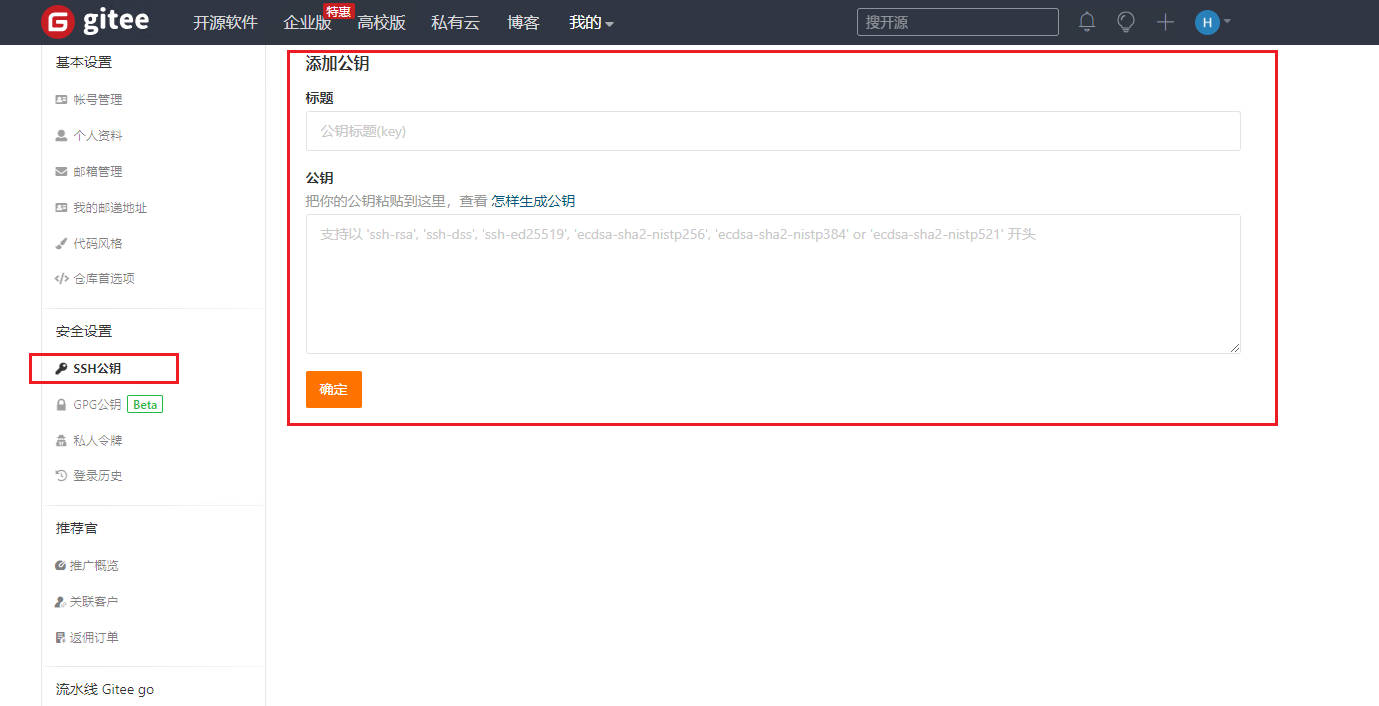 gitee 开源软件 企业版 特惠 高校版 私有云 博客 我的 搜开源 H
基本设置
帐号管理
个人资料
邮箱管理
我的邮递地址
代码风格
仓库首选项
安全设置
SSH公钥
GPG公钥 Beta
私人令牌
登录历史
推荐官
推广概览
关联客户
返佣订单
流水线 Gitee go
添加公钥
标题
公钥标题(key)
公钥
把你的公钥粘贴到这里，查看 怎样生成公钥
支持以 'ssh-rsa', 'ssh-dss', 'ssh-ed25519', 'ecdsa-sha2-nistp256', 'ecdsa-sha2-nistp384' or 'ecdsa-sha2-nistp521' 开头
确定